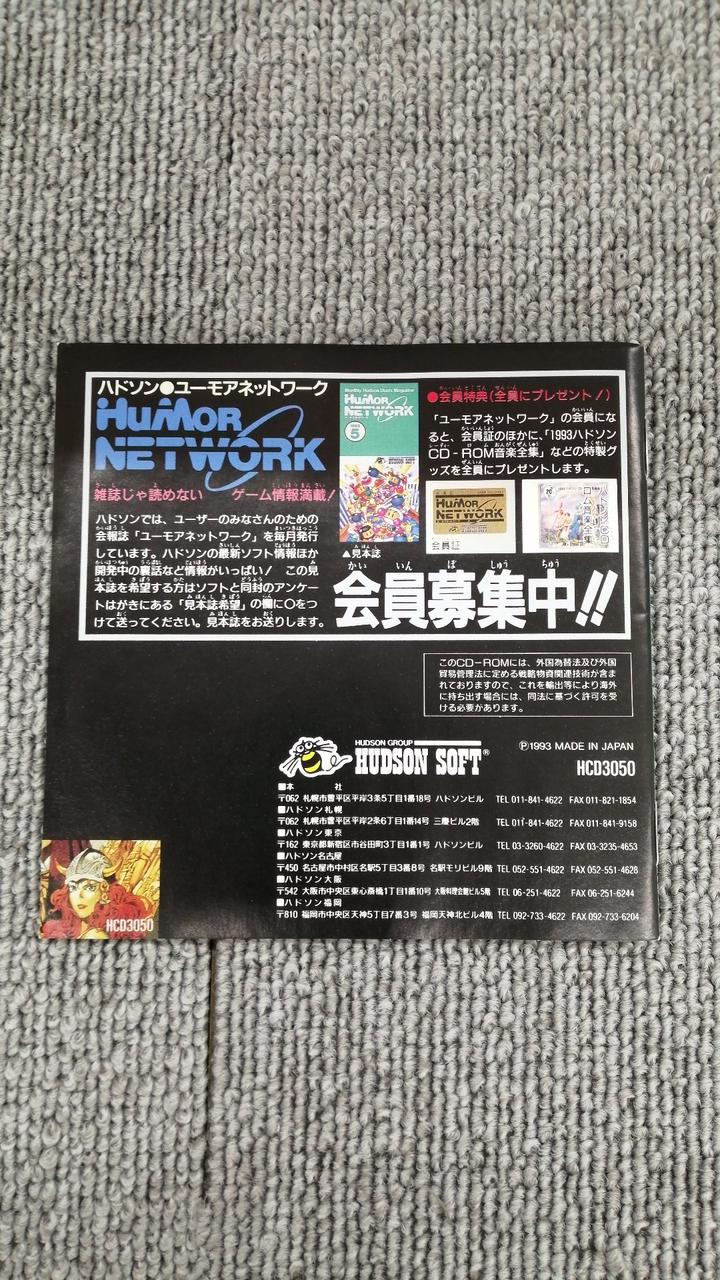 ハドソン●ユーモアネットワーク
HuMoR
NETWORK
雑誌じゃ読めない ゲーム情報満載!
ハドソンでは、ユーザーのみなさんのための
会報誌「ユーモアネットワーク」を毎月発行
しています。ハドソンの最新ソフト情報ほか
開発中の裏話など情報がいっぱい! この見
本誌を希望する方はソフトと同封のアンケー
トはがきにある「見本誌希望」の欄に○をつ
けて送ってください。見本誌をお送りします。
Monthly Hudson Users Magazine
HuMoR
NETWORK
5
▲見本誌
●会員特典(全員にプレゼント!)
「ユーモアネットワーク」の会員にな
ると、会員証のほかに、「1993ハドソン
CD-ROM音楽全集」などの特製グ
ッズを全員にプレゼントします。
HuMoR
NETWORK
会員証
ハドソンCD
ロム音楽全集
かいいんぼしゅうちゅう
会員募集中!!
このCD-ROMには、外国為替法及び外国
貿易管理法に定める戦略物資関連技術が含ま
れておりますので、これを輸出等により海外
に持ち出す場合には、同法に基づく許可を受
ける必要があります。
HUDSON GROUP
HUDSON SOFT®
Ⓟ1993 MADE IN JAPAN
HCD3050
■本 社
〒062 札幌市豊平区平岸3条5丁目1番18号 ハドソンビル TEL 011-841-4622 FAX 011-821-1854
■ハドソン札幌
〒062 札幌市豊平区平岸2条6丁目1番14号 三慶ビル2階 TEL 011-841-4622 FAX 011-841-9158
■ハドソン東京
〒162 東京都新宿区市谷田町3丁目1番1号 ハドソンビル TEL 03-3260-4622 FAX 03-3235-4653
■ハドソン名古屋
〒450 名古屋市中村区名駅5丁目3番8号 名駅モリビル9階 TEL 052-551-4622 FAX 052-551-4628
■ハドソン大阪
〒542 大阪市中央区東心斎橋1丁目1番10号 大阪料理会館ビル5階 TEL 06-251-4622 FAX 06-251-6244
■ハドソン福岡
〒810 福岡市中央区天神5丁目7番3号 福岡天神北ビル4階 TEL 092-733-4622 FAX 092-733-6204
HCD3050